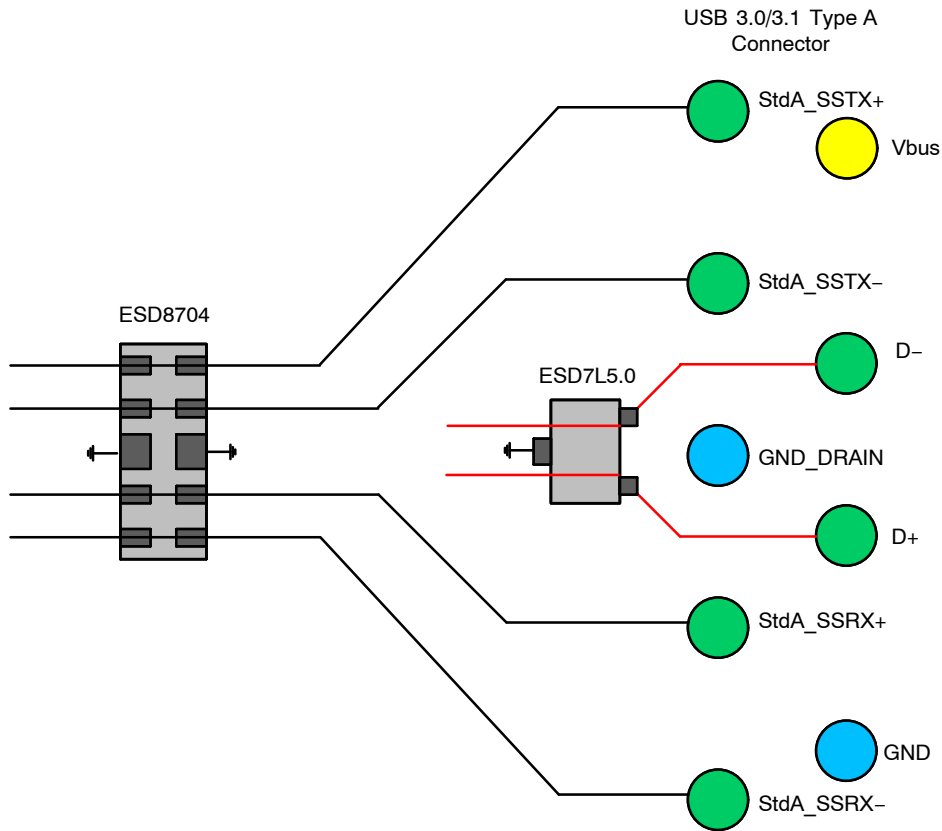 USB 3.0/3.1 Type A
Connector
StdA_SSTX+
Vbus
StdA_SSTX−
ESD8704
D−
ESD7L5.0
GND_DRAIN
D+
StdA_SSRX+
GND
StdA_SSRX−